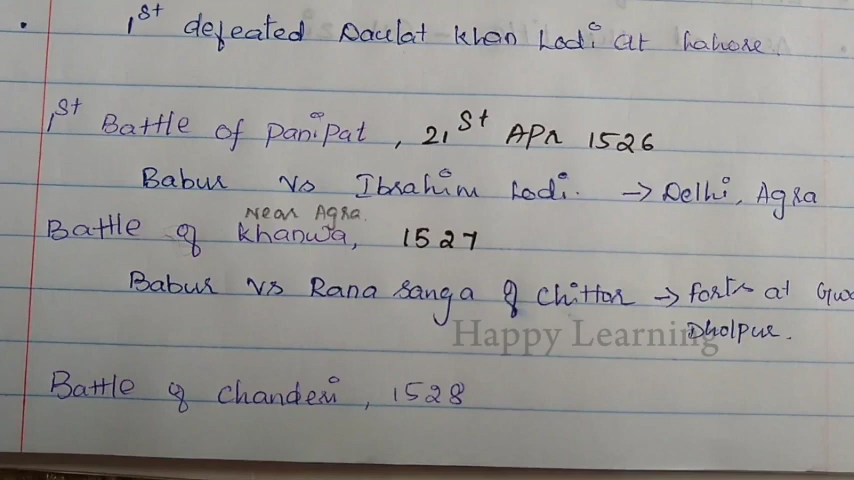 1st defeated Daulat Khan Lodi at Lahore.
1st Battle of Panipat, 21st APR 1526
Babur Vs Ibrahim Lodi. → Delhi, Agra
Near Agra.
Battle of Khanwa, 1527
Babur Vs Rana Sanga of Chittor → forts at Gwa
Happy Learning
Dholpur.
Battle of Chanderi, 1528